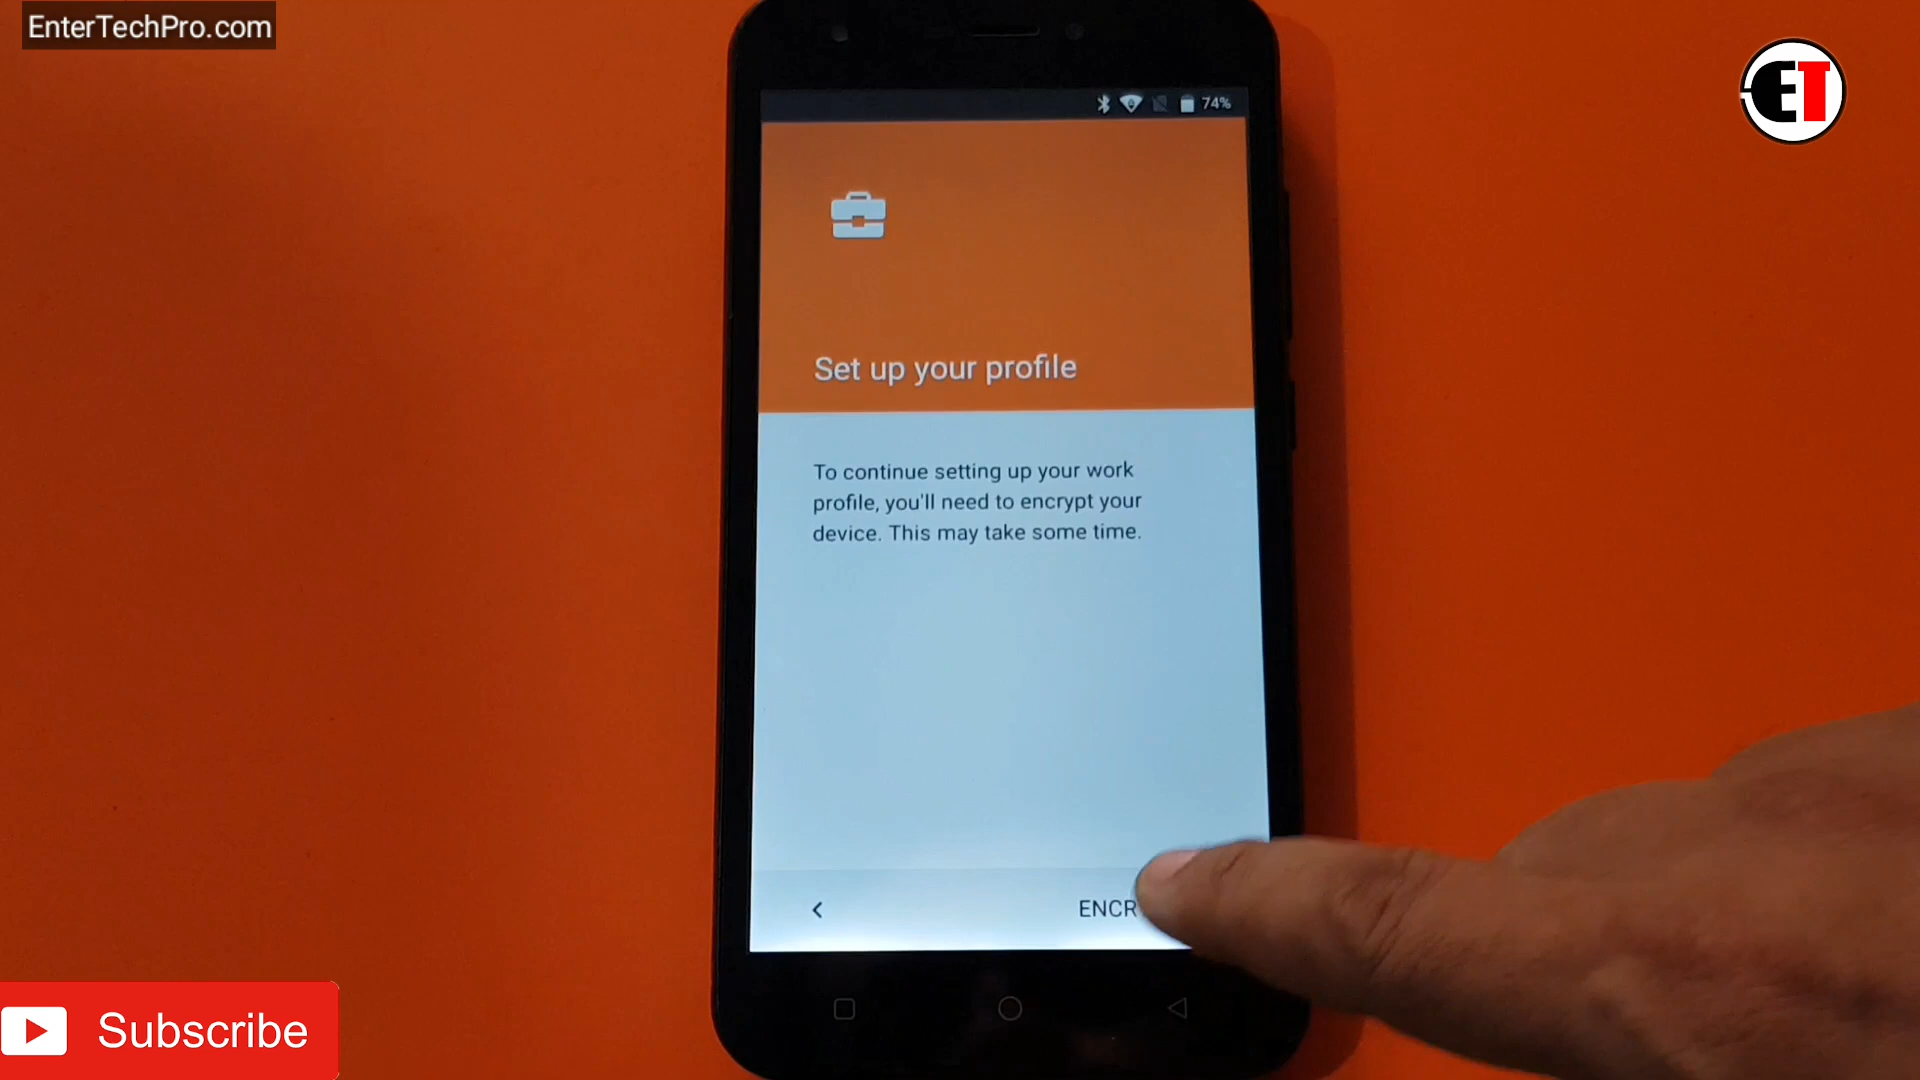 EnterTechPro.com
ET
74%
Set up your profile
To continue setting up your work
profile, you'll need to encrypt your
device. This may take some time.
ENCR
Subscribe